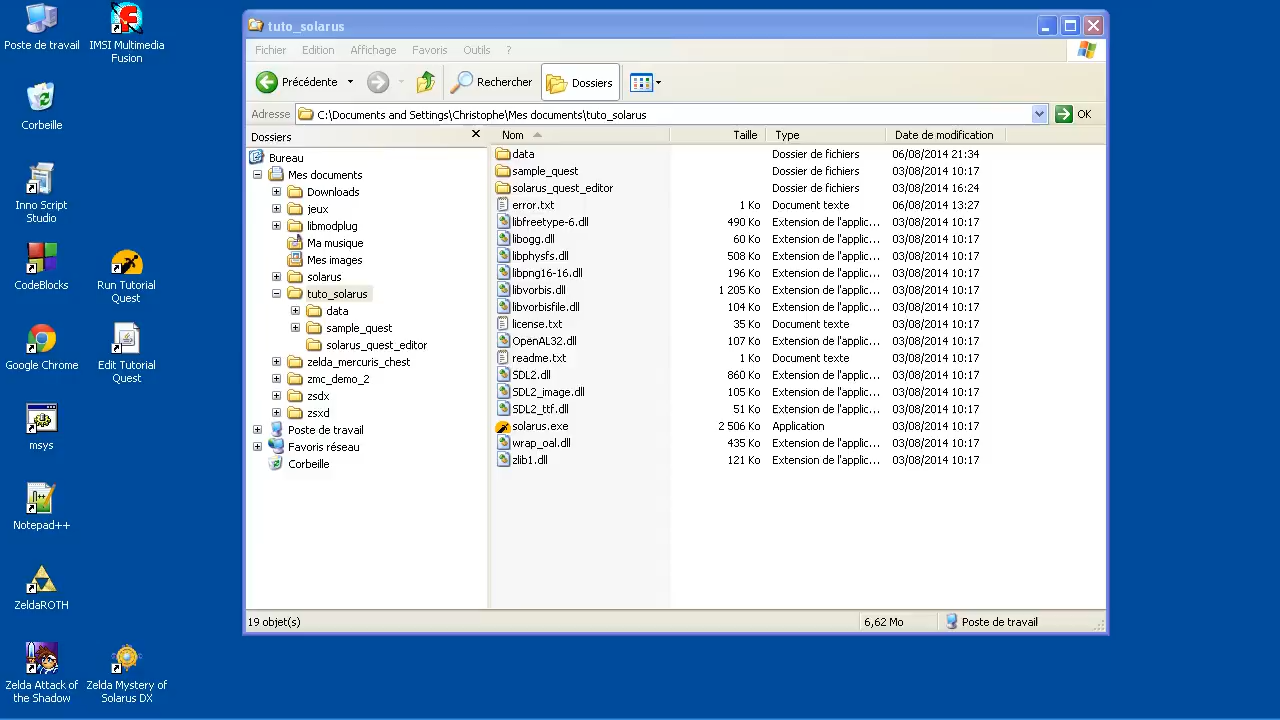 Poste de travail
IMSI Multimedia
Fusion
Corbeille
Inno Script
Studio
CodeBlocks
Run Tutorial
Quest
Google Chrome
Edit Tutorial
Quest
msys
Notepad++
ZeldaROTH
Zelda Attack of
the Shadow
Zelda Mystery of
Solarus DX
tuto_solarus
Fichier Edition Affichage Favoris Outils ?
Précédente Rechercher Dossiers
Adresse C:\Documents and Settings\Christophe\Mes documents\tuto_solarus OK
Dossiers
Bureau
Mes documents
Downloads
jeux
libmodplug
Ma musique
Mes images
solarus
tuto_solarus
data
sample_quest
solarus_quest_editor
zelda_mercuris_chest
zmc_demo_2
zsdx
zsxd
Poste de travail
Favoris réseau
Corbeille
Nom Taille Type Date de modification
data Dossier de fichiers 06/08/2014 21:34
sample_quest Dossier de fichiers 03/08/2014 10:17
solarus_quest_editor Dossier de fichiers 03/08/2014 16:24
error.txt 1 Ko Document texte 06/08/2014 13:27
libfreetype-6.dll 490 Ko Extension de l'applic... 03/08/2014 10:17
libogg.dll 60 Ko Extension de l'applic... 03/08/2014 10:17
libphysfs.dll 508 Ko Extension de l'applic... 03/08/2014 10:17
libpng16-16.dll 196 Ko Extension de l'applic... 03/08/2014 10:17
libvorbis.dll 1 205 Ko Extension de l'applic... 03/08/2014 10:17
libvorbisfile.dll 104 Ko Extension de l'applic... 03/08/2014 10:17
license.txt 35 Ko Document texte 03/08/2014 10:17
OpenAL32.dll 107 Ko Extension de l'applic... 03/08/2014 10:17
readme.txt 1 Ko Document texte 03/08/2014 10:17
SDL2.dll 860 Ko Extension de l'applic... 03/08/2014 10:17
SDL2_image.dll 105 Ko Extension de l'applic... 03/08/2014 10:17
SDL2_ttf.dll 51 Ko Extension de l'applic... 03/08/2014 10:17
solarus.exe 2 506 Ko Application 03/08/2014 10:17
wrap_oal.dll 435 Ko Extension de l'applic... 03/08/2014 10:17
zlib1.dll 121 Ko Extension de l'applic... 03/08/2014 10:17
19 objet(s) 6,62 Mo Poste de travail